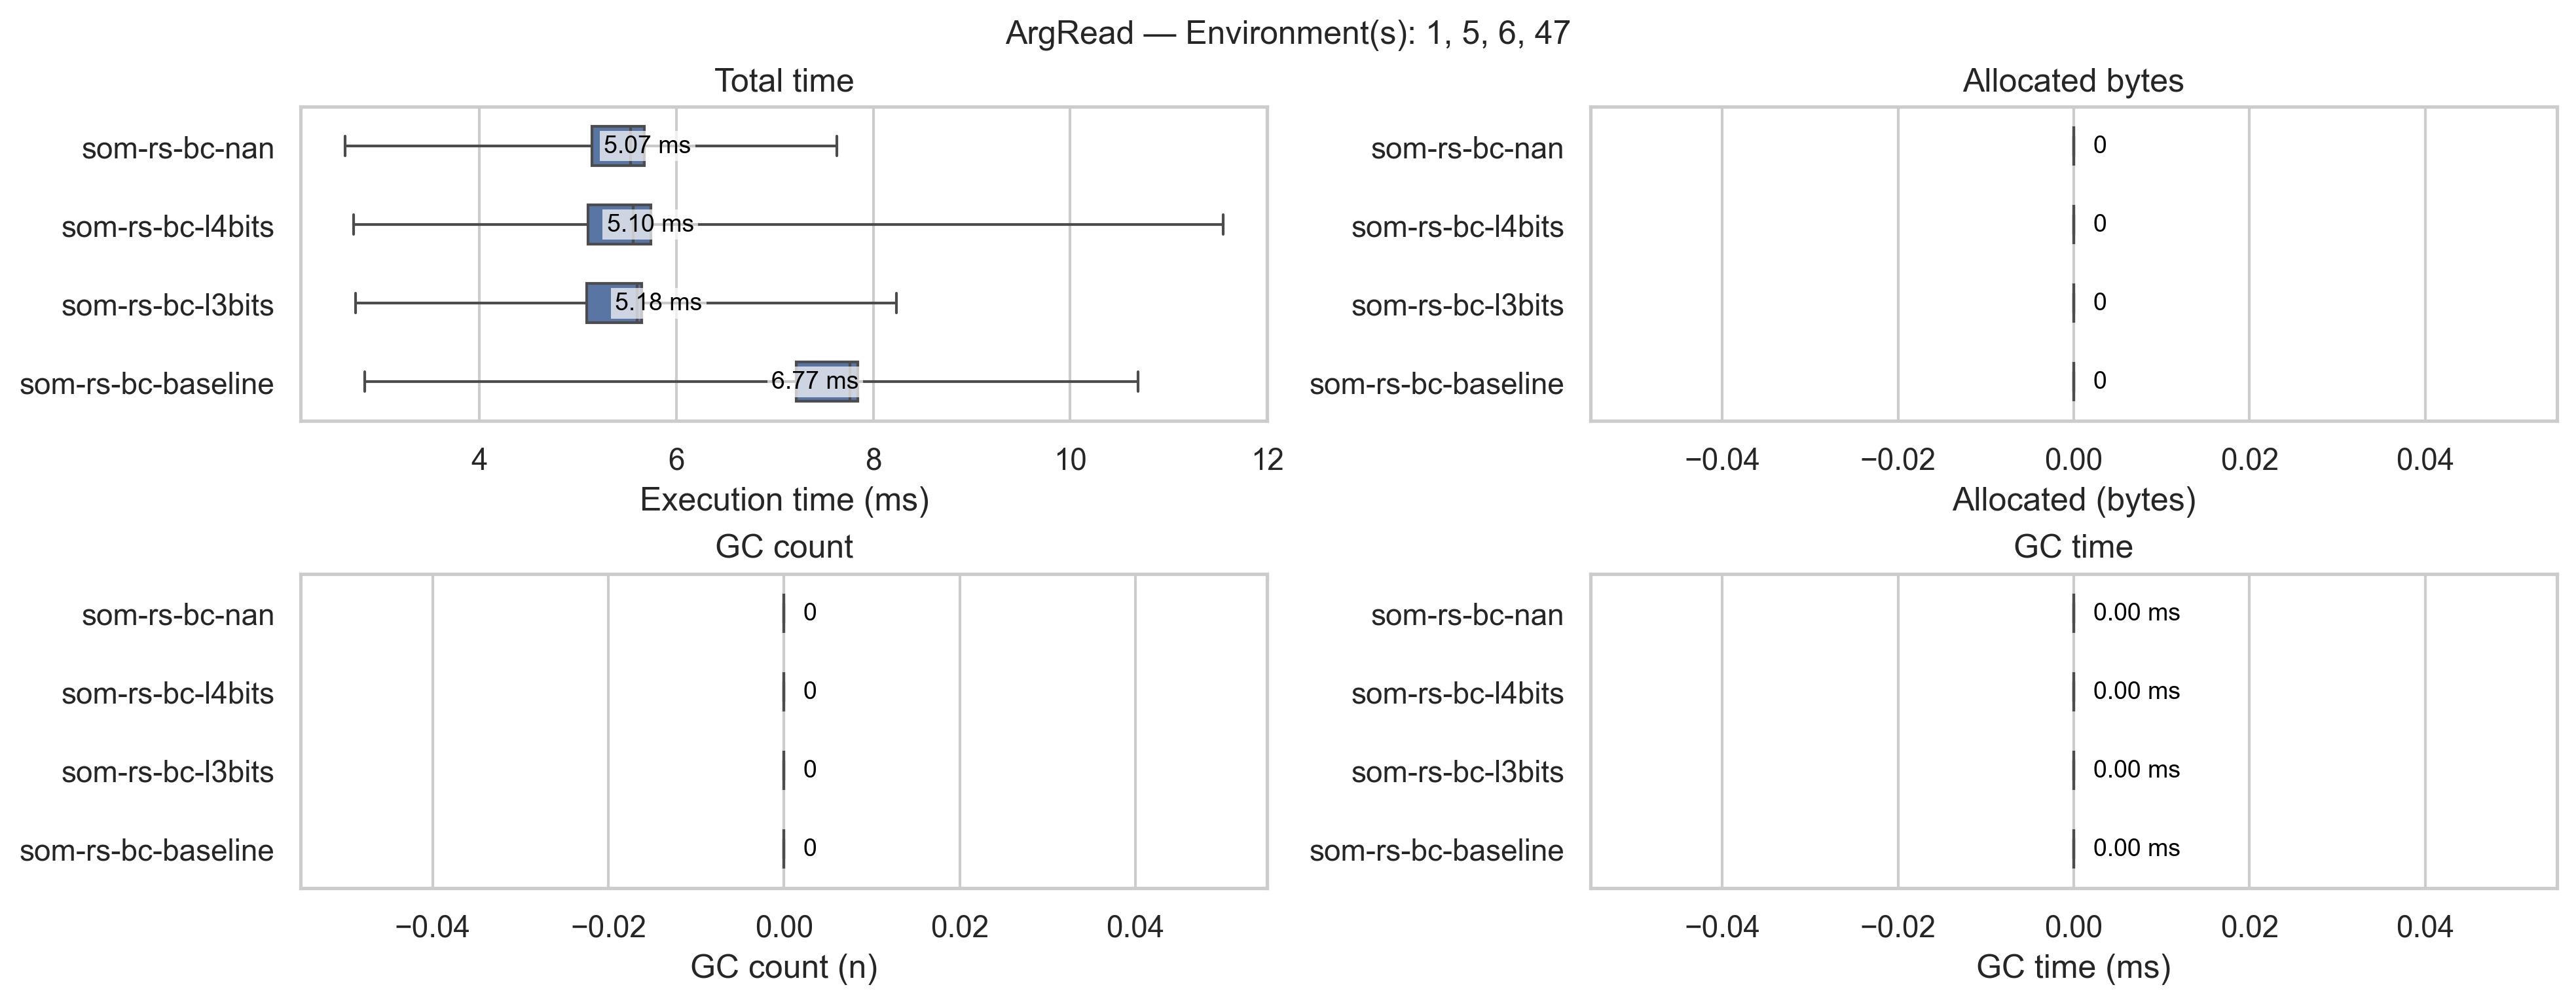 ArgRead — Environment(s): 1, 5, 6, 47
Total time
som-rs-bc-nan
5.07 ms
som-rs-bc-l4bits
5.10 ms
som-rs-bc-l3bits
5.18 ms
som-rs-bc-baseline
6.77 ms
4 6 8 10 12
Execution time (ms)
Allocated bytes
som-rs-bc-nan
0
som-rs-bc-l4bits
0
som-rs-bc-l3bits
0
som-rs-bc-baseline
0
−0.04 −0.02 0.00 0.02 0.04
Allocated (bytes)
GC count
som-rs-bc-nan
0
som-rs-bc-l4bits
0
som-rs-bc-l3bits
0
som-rs-bc-baseline
0
−0.04 −0.02 0.00 0.02 0.04
GC count (n)
GC time
som-rs-bc-nan
0.00 ms
som-rs-bc-l4bits
0.00 ms
som-rs-bc-l3bits
0.00 ms
som-rs-bc-baseline
0.00 ms
−0.04 −0.02 0.00 0.02 0.04
GC time (ms)